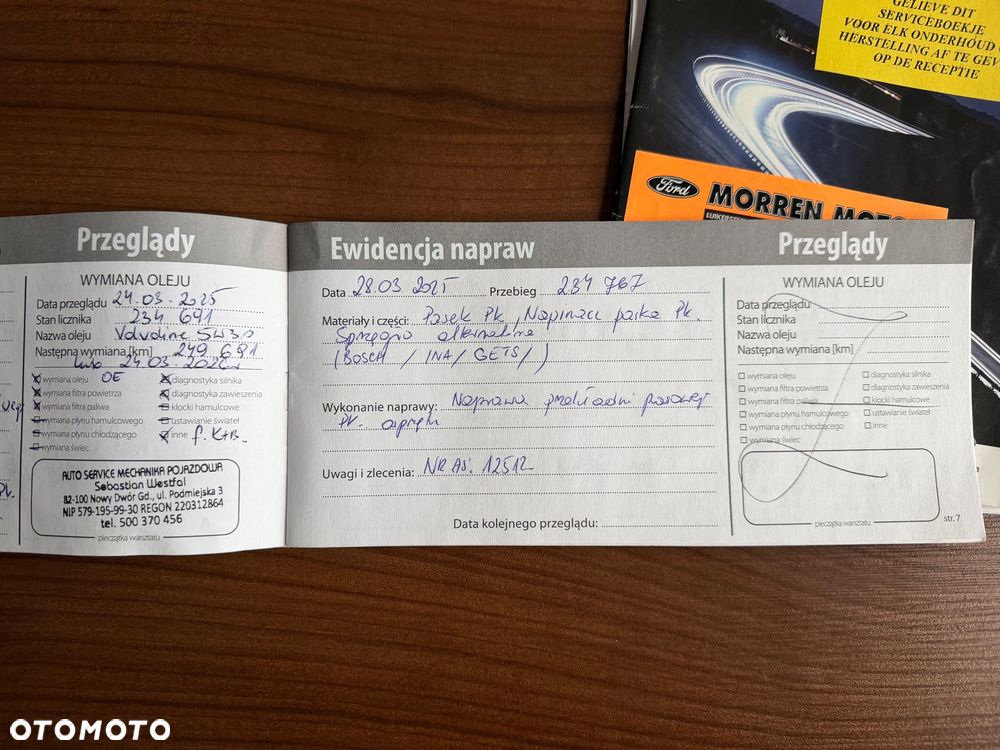 GELIEVE DIT
SERVICEBOEKJE
VOOR ELK ONDERHOUD
HERSTELLING AF TE GEV
OP DE RECEPTIE
Ford
MORREN MOTO
Przeglądy
WYMIANA OLEJU
Data przeglądu 24.03.2025
Stan licznika 234 691
Nazwa oleju Valvoline 5W30
Następna wymiana [km] 249 691
lub 24.03.2026
wymiana oleju OE
diagnostyka silnika
wymiana filtra powietrza
diagnostyka zawieszenia
wymiana filtra paliwa
klocki hamulcowe
wymiana płynu hamulcowego
ustawianie świateł
wymiana płynu chłodzącego
inne f. KAB.
wymiana świec
AUTO SERVICE MECHANIKA POJAZDOWA
Sebastian Westfal
82-100 Nowy Dwór Gd., ul. Podmiejska 3
NIP 579-195-99-30 REGON 220312864
tel. 500 370 456
pieczątka warsztatu
Ewidencja napraw
Data 28.03 2025 Przebieg 234 767
Materiały i części: Pasek Pk, Napinacz paska Pk.
Sprzęgło alternatora
(Bosch / INA / GETS/ )
Wykonanie naprawy: Naprawa przekładni pasowej
Uwagi i zlecenia: NR As. 12512
Data kolejnego przeglądu:
Przeglądy
WYMIANA OLEJU
Data przeglądu
Stan licznika
Nazwa oleju
Następna wymiana [km]
wymiana oleju
diagnostyka silnika
wymiana filtra powietrza
diagnostyka zawieszenia
wymiana filtra paliwa
klocki hamulcowe
wymiana płynu hamulcowego
ustawianie świateł
wymiana płynu chłodzącego
inne
wymiana świec
pieczątka warsztatu
str. 7
OTOMOTO